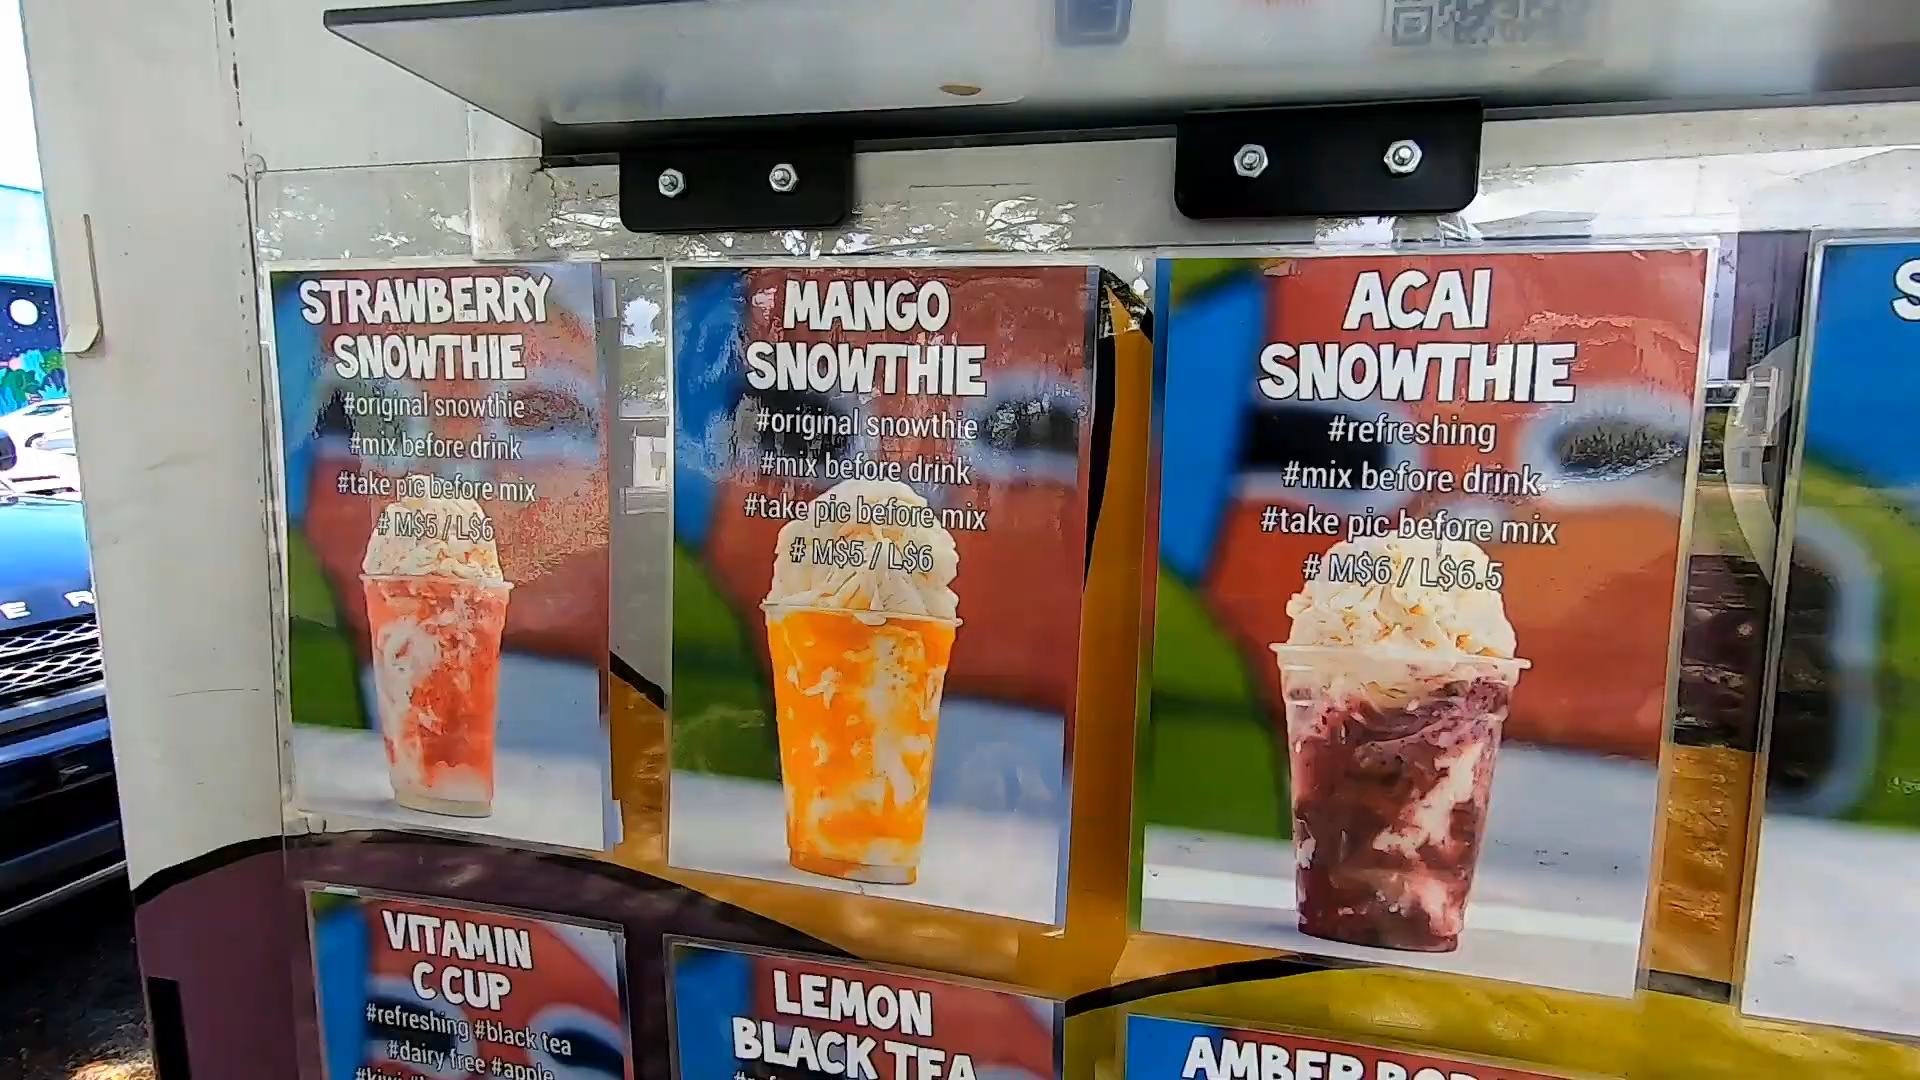 STRAWBERRY
SNOWTHIE
#original snowthie
#mix before drink
#take pic before mix
# M$5 / L$6
MANGO
SNOWTHIE
#original snowthie
#mix before drink
#take pic before mix
# M$5 / L$6
ACAI
SNOWTHIE
#refreshing
#mix before drink
#take pic before mix
# M$6 / L$6.5
S
E R
VITAMIN
C CUP
#refreshing #black tea
#dairy free #apple
LEMON
BLACK TEA
AMBER